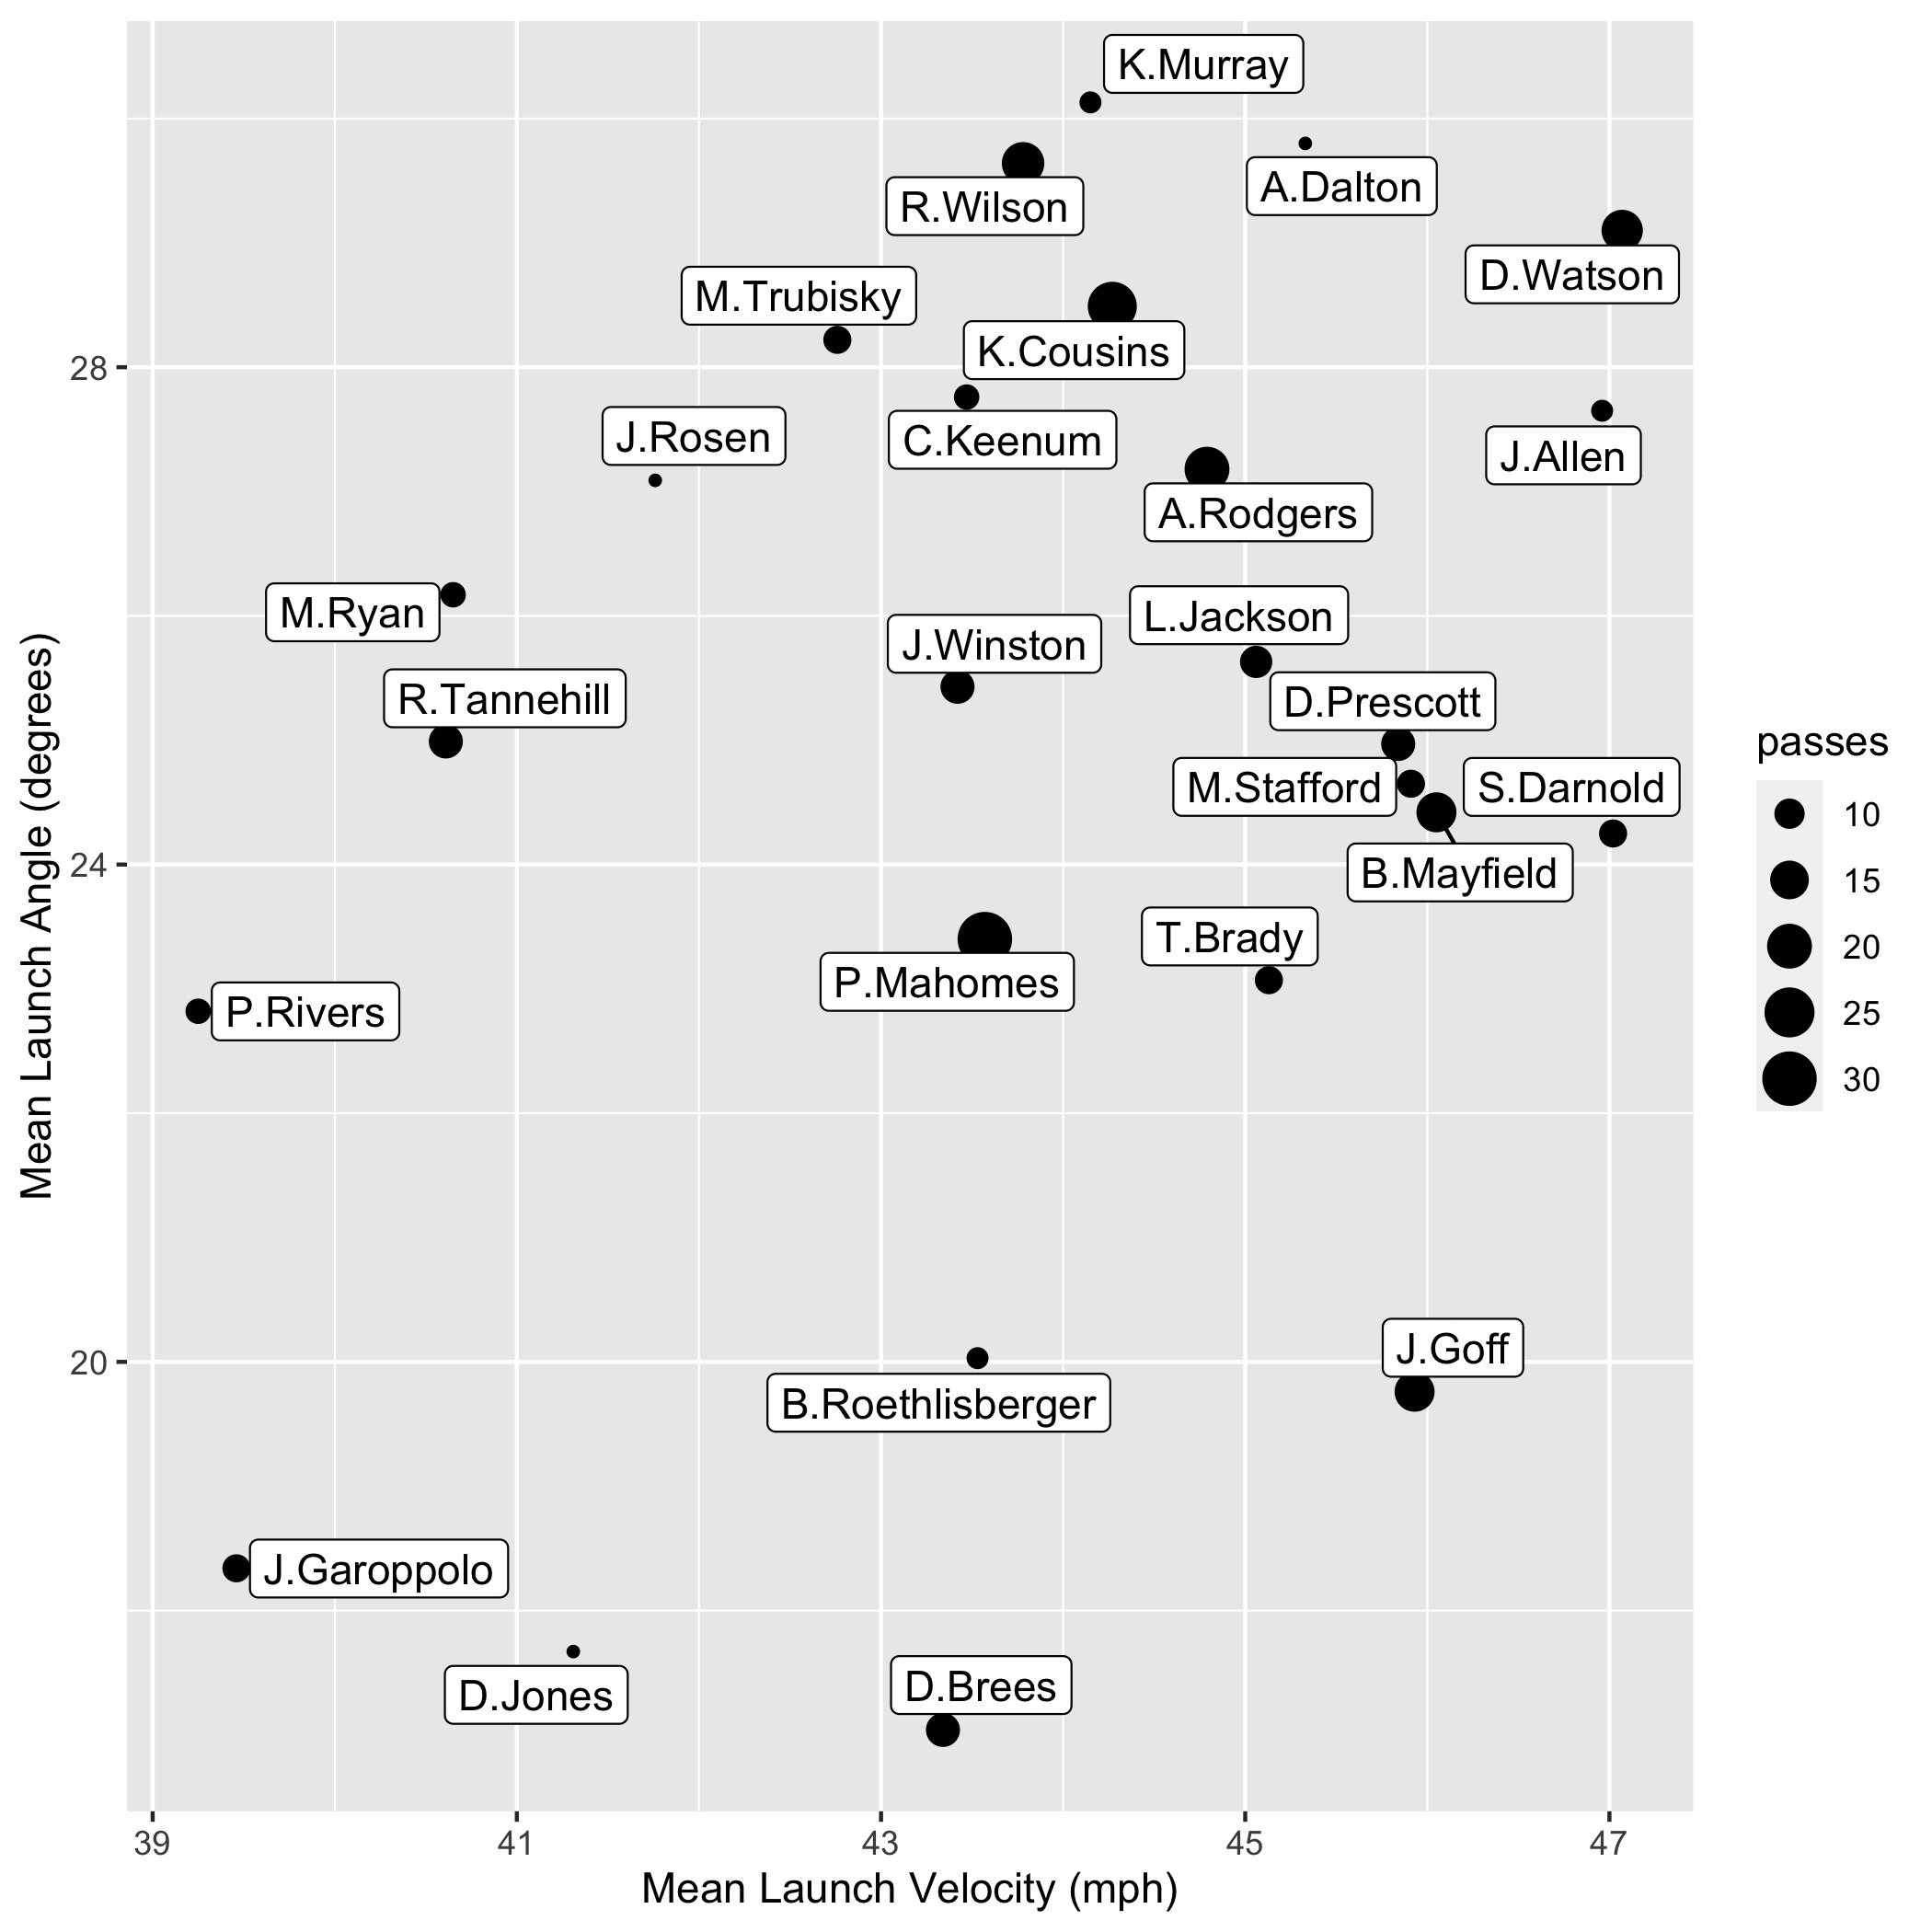 K.Murray
A.Dalton
R.Wilson
D.Watson
M.Trubisky
K.Cousins
J.Rosen
C.Keenum
J.Allen
A.Rodgers
M.Ryan
L.Jackson
J.Winston
R.Tannehill
D.Prescott
M.Stafford
S.Darnold
B.Mayfield
T.Brady
P.Mahomes
P.Rivers
J.Goff
B.Roethlisberger
J.Garoppolo
D.Jones
D.Brees
28
24
20
Mean Launch Angle (degrees)
39 41 43 45 47
Mean Launch Velocity (mph)
passes
10
15
20
25
30